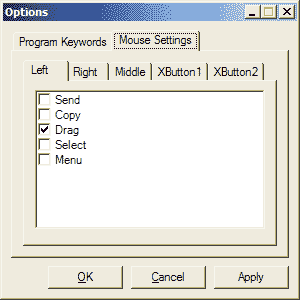 Options
Program Keywords Mouse Settings
Left Right Middle XButton1 XButton2
Send
Copy
Drag
Select
Menu
OK Cancel Apply